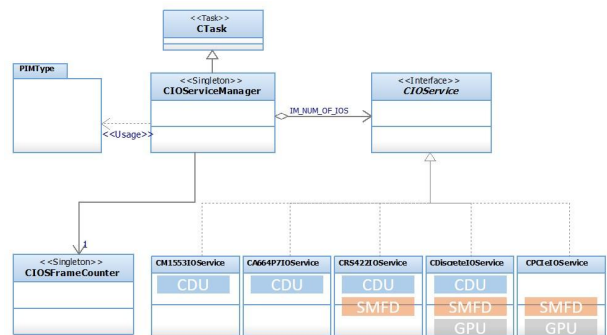 <<Task>>
CTask
PIMType
<<Singleton>>
CIOServiceManager
<<Interface>>
CIOService
IM_NUM_OF_IOS
<<Usage>>
1
<<Singleton>>
CIOSFrameCounter
CM1553IOService
CA664P7IOService
CRS422IOService
CDiscreteIOService
CPCIeIOService
CDU
CDU
CDU
CDU
SMFD
SMFD
SMFD
GPU
GPU